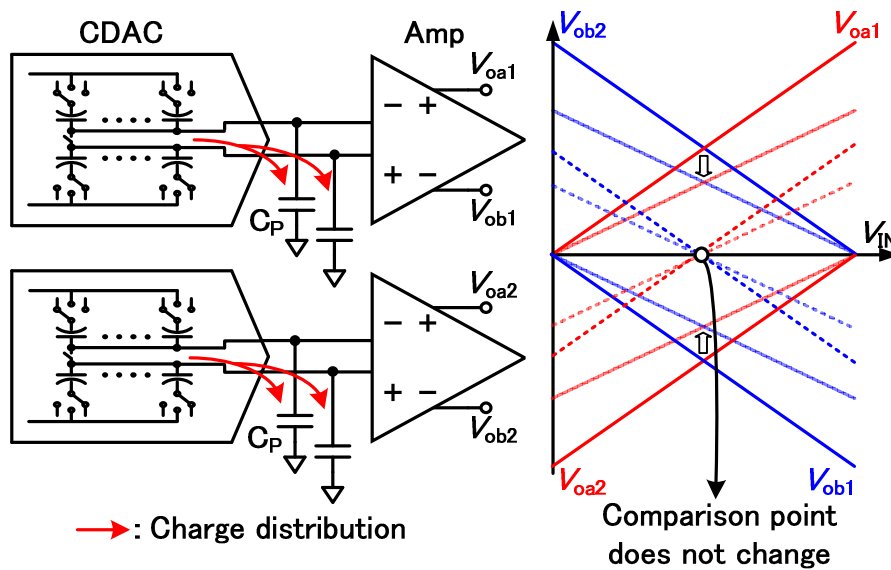 CDAC
Amp
Voa1
Vob1
CP
− +
+ −
Voa2
Vob2
CP
− +
+ −
: Charge distribution
Vob2
Voa1
VIN
Voa2
Vob1
Comparison point
does not change